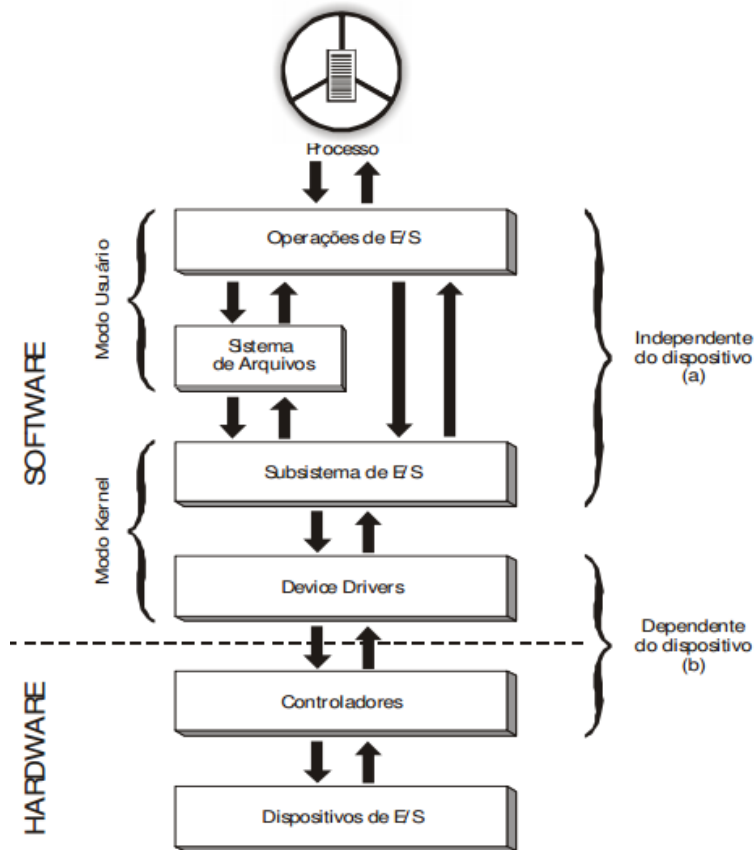 Processo
Operações de E/S
Modo Usuário
Sistema
de Arquivos
Independente
do dispositivo
(a)
SOFTWARE
Subsistema de E/S
Modo Kernel
Device Drivers
Dependente
do dispositivo
(b)
Controladores
HARDWARE
Dispositivos de E/S